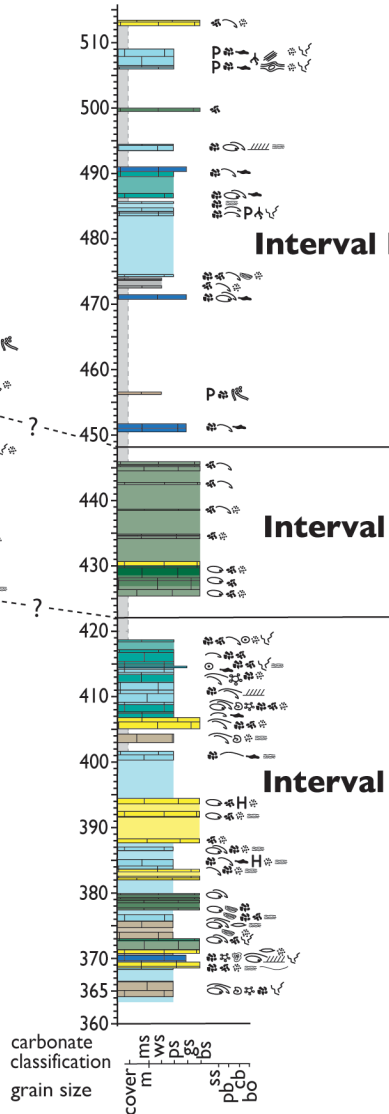 510
P
P
500
490
P
480
Interval
470
460
P
?
450
440
Interval
430
?
420
410
400
Interval
H
390
H
380
370
365
360
carbonate
classification
ms
ws
ps
gs
bs
grain size
cover
m
ss
pb
cb
bo